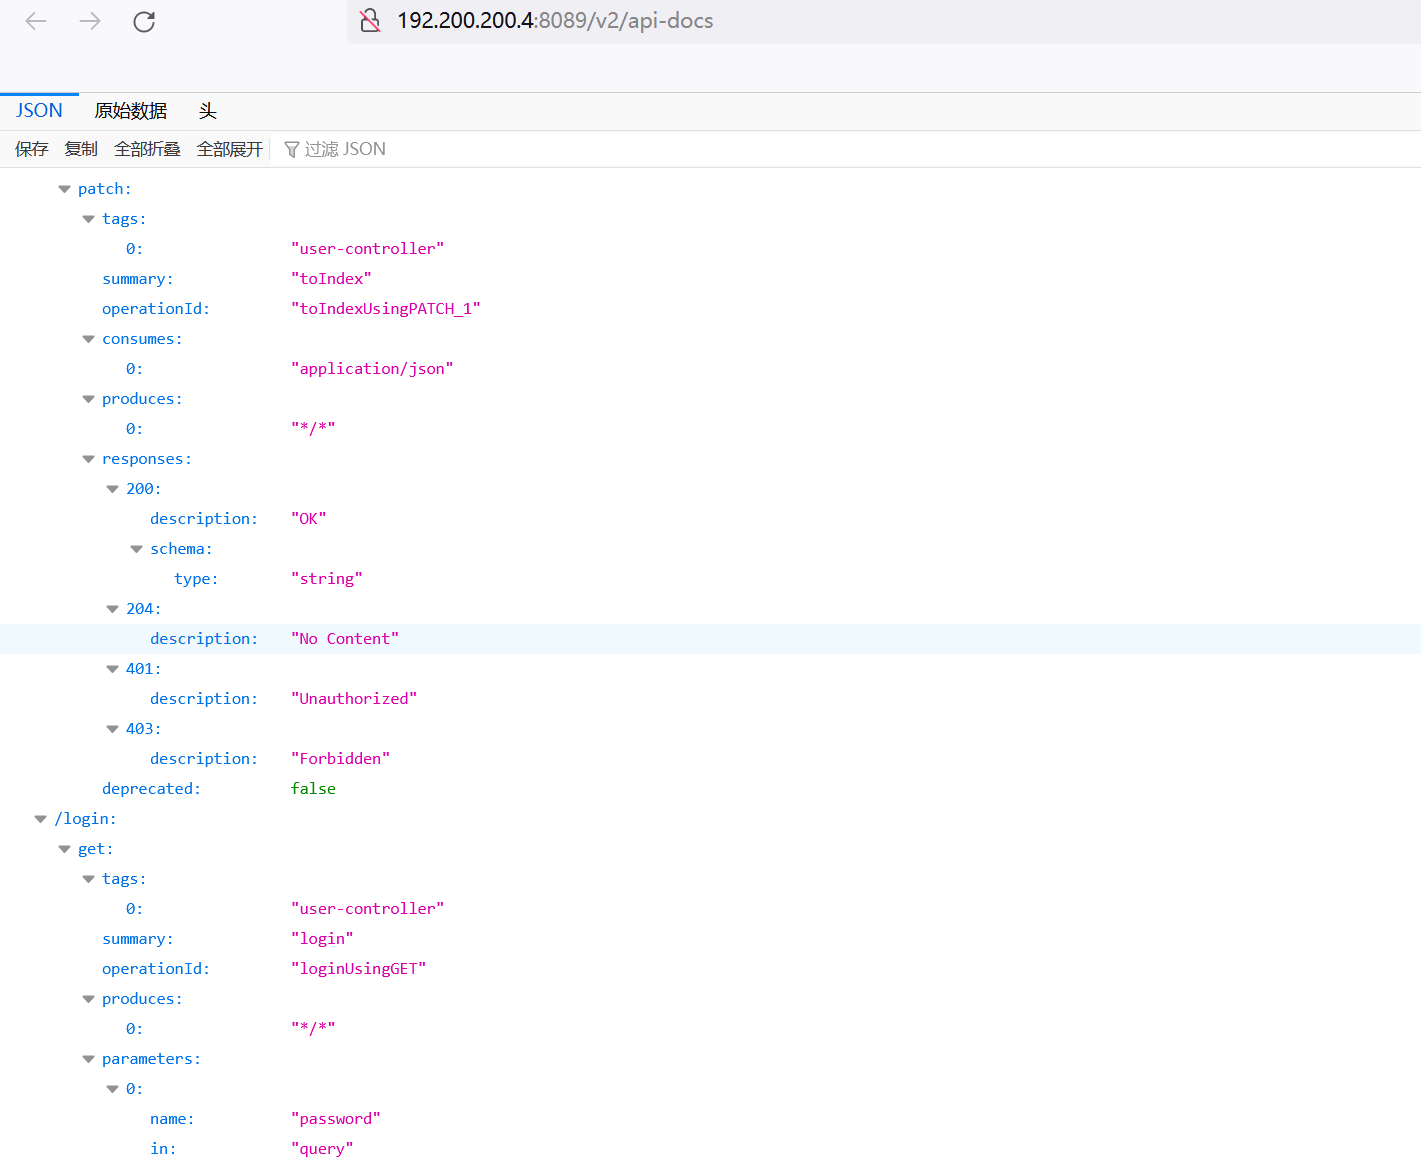 192.200.200.4:8089/v2/api-docs
JSON 原始数据 头
保存 复制 全部折叠 全部展开 过滤 JSON
patch:
tags:
0: "user-controller"
summary: "toIndex"
operationId: "toIndexUsingPATCH_1"
consumes:
0: "application/json"
produces:
0: "*/*"
responses:
200:
description: "OK"
schema:
type: "string"
204:
description: "No Content"
401:
description: "Unauthorized"
403:
description: "Forbidden"
deprecated: false
/login:
get:
tags:
0: "user-controller"
summary: "login"
operationId: "loginUsingGET"
produces:
0: "*/*"
parameters:
0:
name: "password"
in: "query"